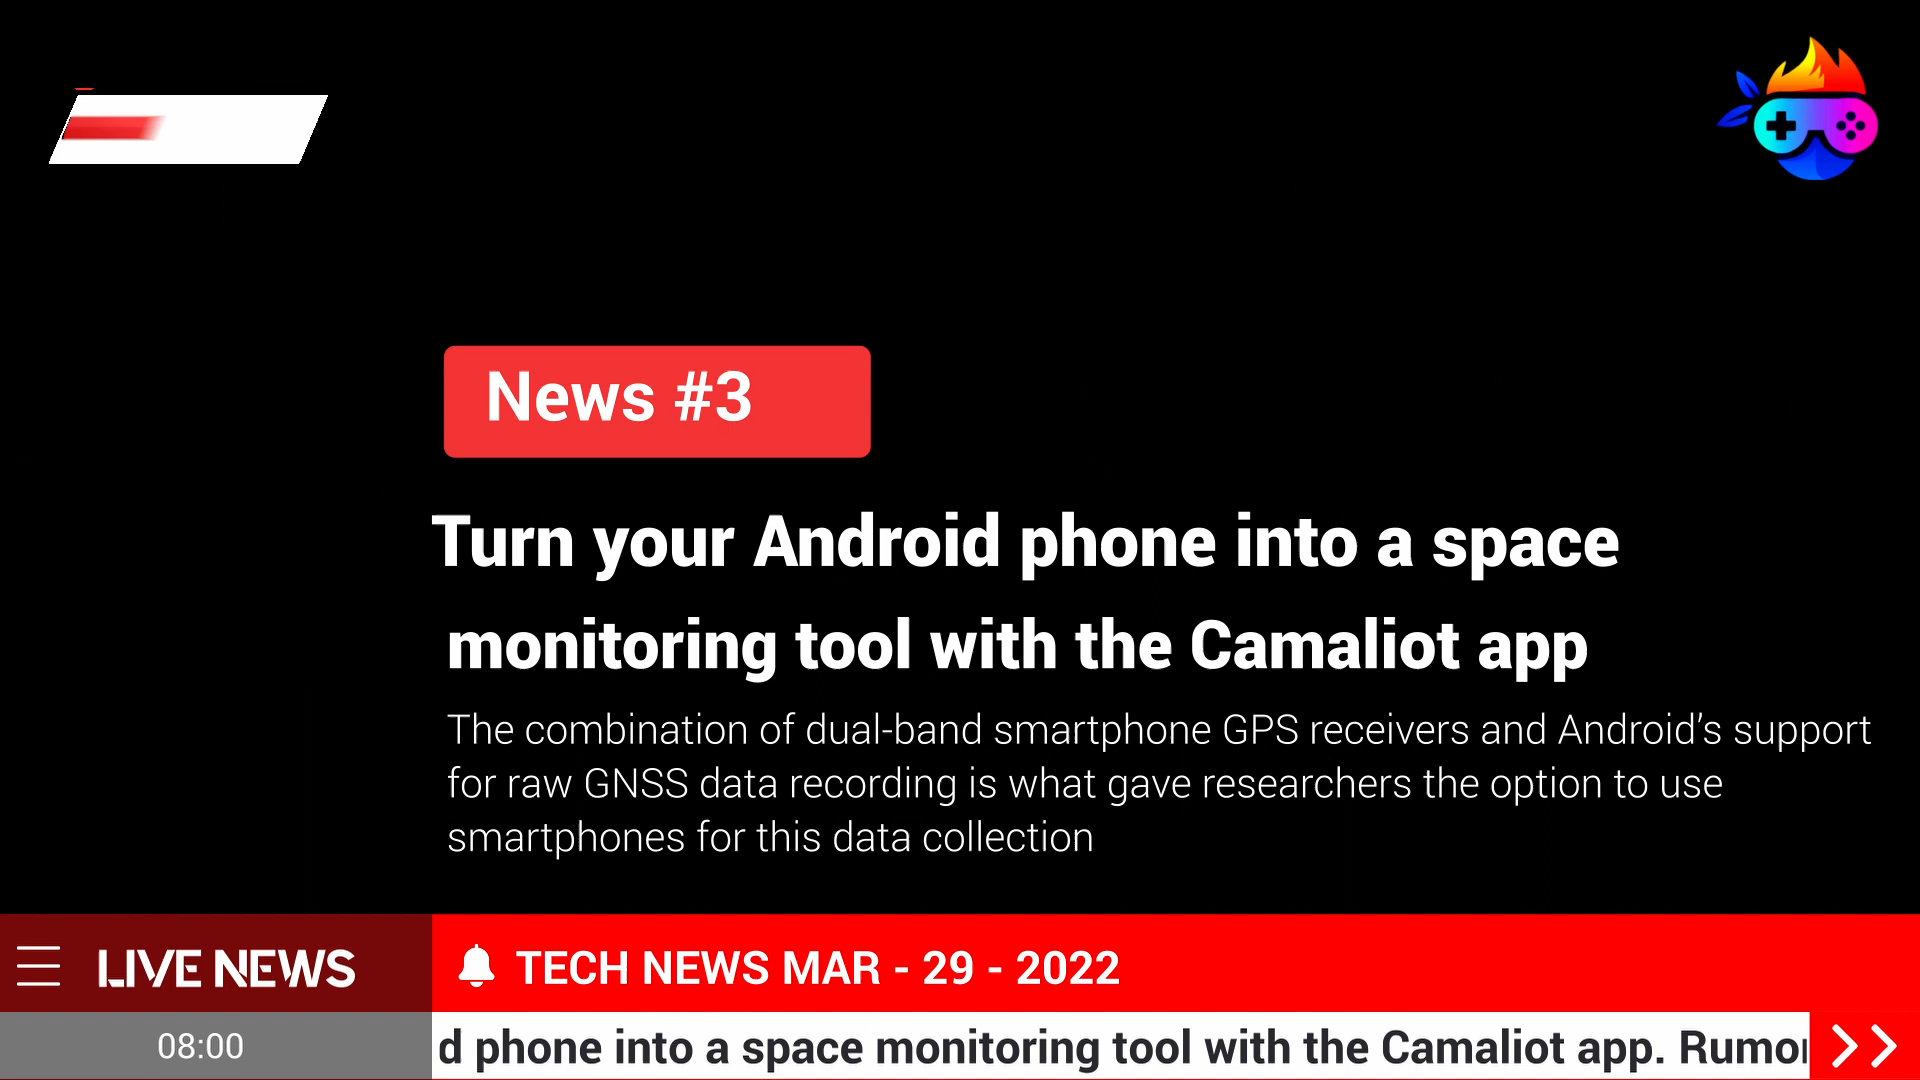 News #3
Turn your Android phone into a space
monitoring tool with the Camaliot app
The combination of dual-band smartphone GPS receivers and Android’s support
for raw GNSS data recording is what gave researchers the option to use
smartphones for this data collection
LIVE NEWS
TECH NEWS MAR - 29 - 2022
08:00
d phone into a space monitoring tool with the Camaliot app. Rumor